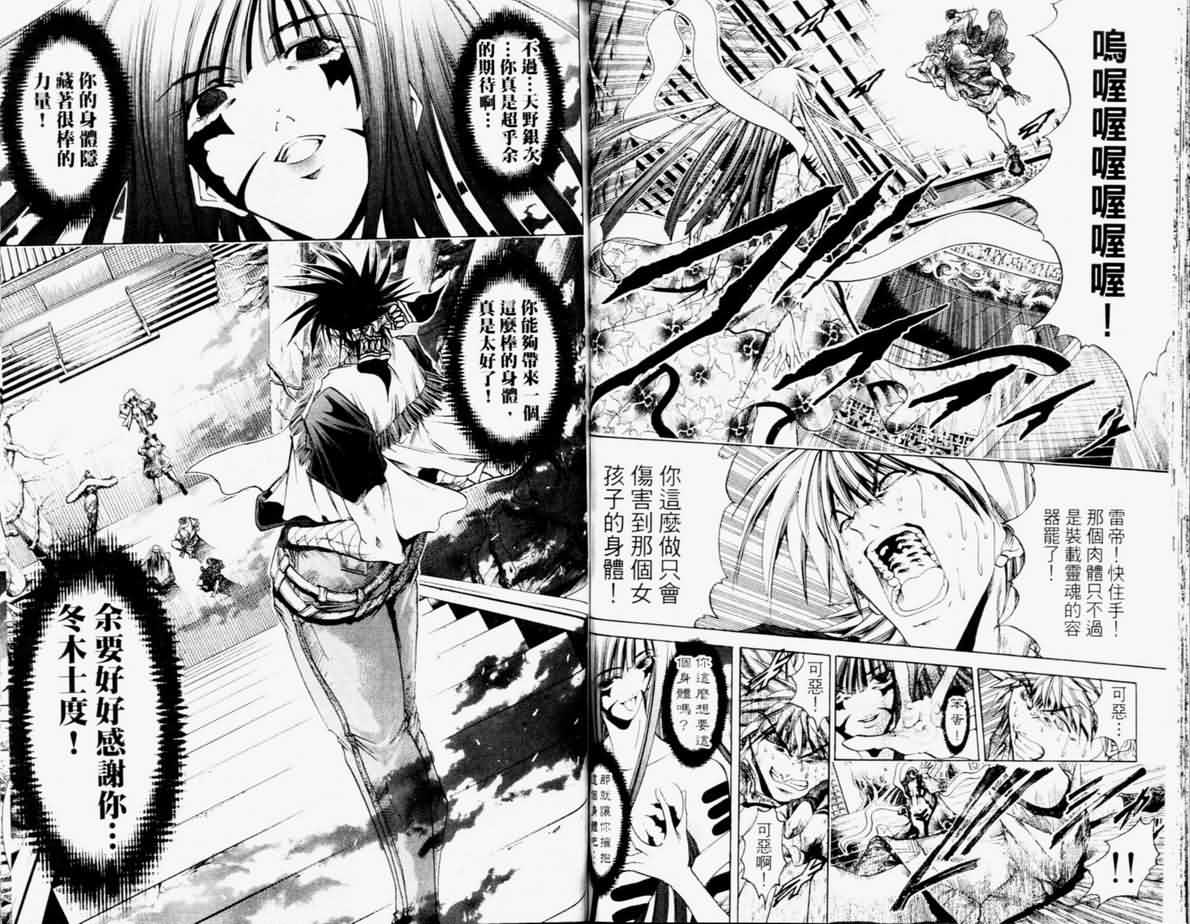 嗚喔喔喔喔喔喔！
雷帝！快住手！
那個肉體只不過
是裝載靈魂的容
器罷了！
你這麼做只會
傷害到那個女
孩子的身體！
可惡…
笨蛋！
可惡！
!!
可惡啊！
你這麼想要這
個身體嗎？
那就讓你擁抱
不過…天野銀次
…你真是超乎余
的期待啊…
你的身體隱
藏著很棒的
力量！
你能夠帶來一個
這麼棒的身體，
真是太好了！
余要好好感謝你…
冬木士度！